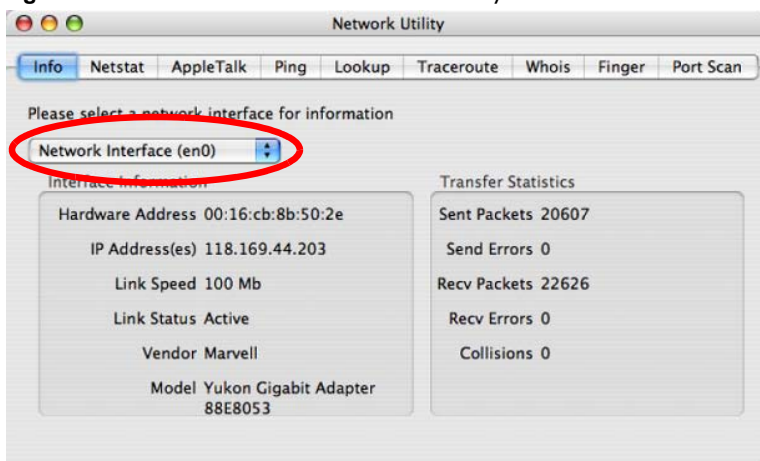 Network Utility
Info Netstat AppleTalk Ping Lookup Traceroute Whois Finger Port Scan
Please select a network interface for information
Network Interface (en0)
Interface Information
Hardware Address 00:16:cb:8b:50:2e
IP Address(es) 118.169.44.203
Link Speed 100 Mb
Link Status Active
Vendor Marvell
Model Yukon Gigabit Adapter
88E8053
Transfer Statistics
Sent Packets 20607
Send Errors 0
Recv Packets 22626
Recv Errors 0
Collisions 0